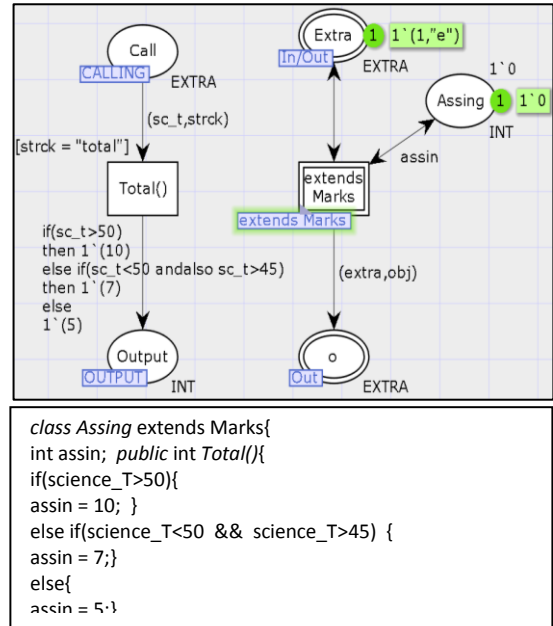 Call
CALLING
EXTRA
(sc_t,strck)
[strck = "total"]
Total()
if(sc_t>50)
then 1`(10)
else if(sc_t<50 andalso sc_t>45)
then 1`(7)
else
1`(5)
Output
OUTPUT
INT
Extra
1
1`(1,"e")
In/Out
EXTRA
1`0
Assing
1
1`0
INT
assin
extends
Marks
extends Marks
(extra,obj)
o
Out
EXTRA
class Assing extends Marks{
int assin; public int Total(){
if(science_T>50){
assin = 10; }
else if(science_T<50 && science_T>45) {
assin = 7;}
else{
assin = 5;}